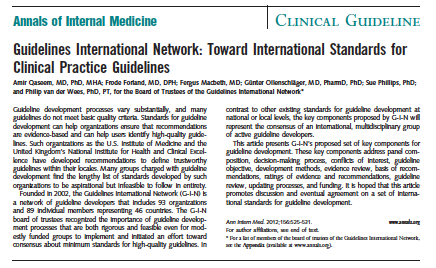 Annals of Internal Medicine
CLINICAL GUIDELINE
Guidelines International Network: Toward International Standards for
Clinical Practice Guidelines
Amir Qaseem, MD, PhD, MHA; Frode Forland, MD, DPH; Fergus Macbeth, MD; Günter Ollenschläger, MD, PharmD, PhD; Sue Phillips, PhD;
and Philip van der Wees, PhD, PT, for the Board of Trustees of the Guidelines International Network*
Guideline development processes vary substantially, and many
guidelines do not meet basic quality criteria. Standards for guideline
development can help organizations ensure that recommendations
are evidence-based and can help users identify high-quality guide-
lines. Such organizations as the U.S. Institute of Medicine and the
United Kingdom's National Institute for Health and Clinical Excel-
lence have developed recommendations to define trustworthy
guidelines within their locales. Many groups charged with guideline
development find the lengthy list of standards developed by such
organizations to be aspirational but infeasible to follow in entirety.
Founded in 2002, the Guidelines International Network (G-I-N) is
a network of guideline developers that includes 93 organizations
and 89 individual members representing 46 countries. The G-I-N
board of trustees recognized the importance of guideline develop-
ment processes that are both rigorous and feasible even for mod-
estly funded groups to implement and initiated an effort toward
consensus about minimum standards for high-quality guidelines. In
contrast to other existing standards for guideline development at
national or local levels, the key components proposed by G-I-N will
represent the consensus of an international, multidisciplinary group
of active guideline developers.
This article presents G-I-N's proposed set of key components for
guideline development. These key components address panel com-
position, decision-making process, conflicts of interest, guideline
objective, development methods, evidence review, basis of recom-
mendations, ratings of evidence and recommendations, guideline
review, updating processes, and funding. It is hoped that this article
promotes discussion and eventual agreement on a set of interna-
tional standards for guideline development.
Ann Intern Med. 2012;156:525-531. www.annals.org
For author affiliations, see end of text.
* For a list of members of the board of trustees of the Guidelines International Network,
see the Appendix (available at www.annals.org).